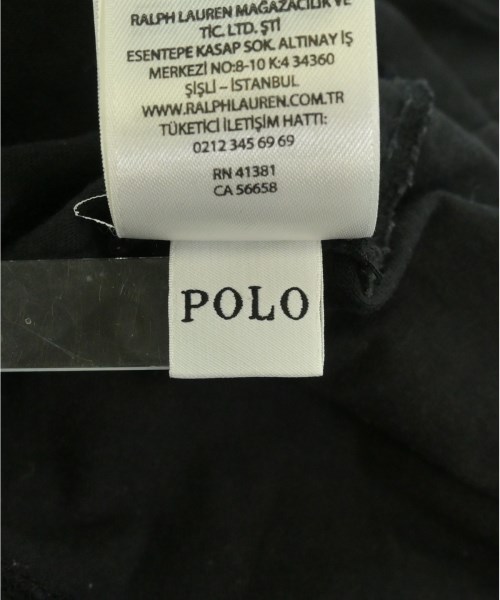 RALPH LAUREN MAĞAZACILIK VE
TİC. LTD. ŞTİ
ESENTEPE KASAP SOK. ALTINAY İŞ
MERKEZİ NO:8-10 K:4 34360
ŞİŞLİ – İSTANBUL
WWW.RALPHLAUREN.COM.TR
TÜKETİCİ İLETİŞİM HATTI:
0212 345 69 69
RN 41381
CA 56658
POLO